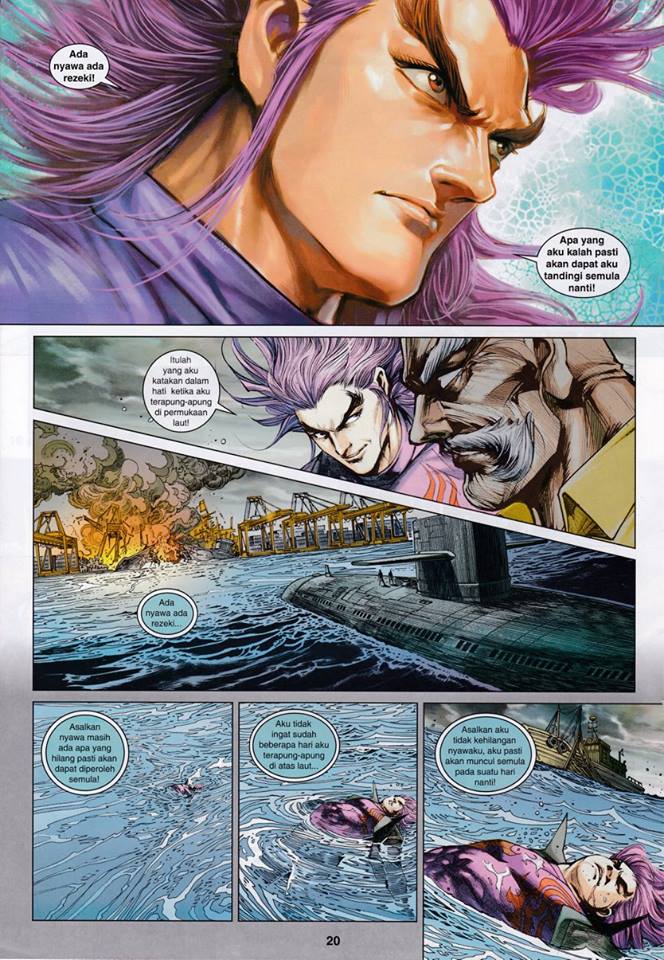 Ada
nyawa ada
rezeki!
Apa yang
aku kalah pasti
akan dapat aku
tandingi semula
nanti!
Itulah
yang aku
katakan dalam
hati ketika aku
terapung-apung
di permukaan
laut!
Ada
nyawa ada
rezeki...
Asalkan
nyawa masih
ada apa yang
hilang pasti akan
dapat diperoleh
semula!
Aku tidak
ingat sudah
beberapa hari aku
terapung-apung
di atas laut...
Asalkan aku
tidak kehilangan
nyawaku, aku pasti
akan muncul semula
pada suatu hari
nanti!
20